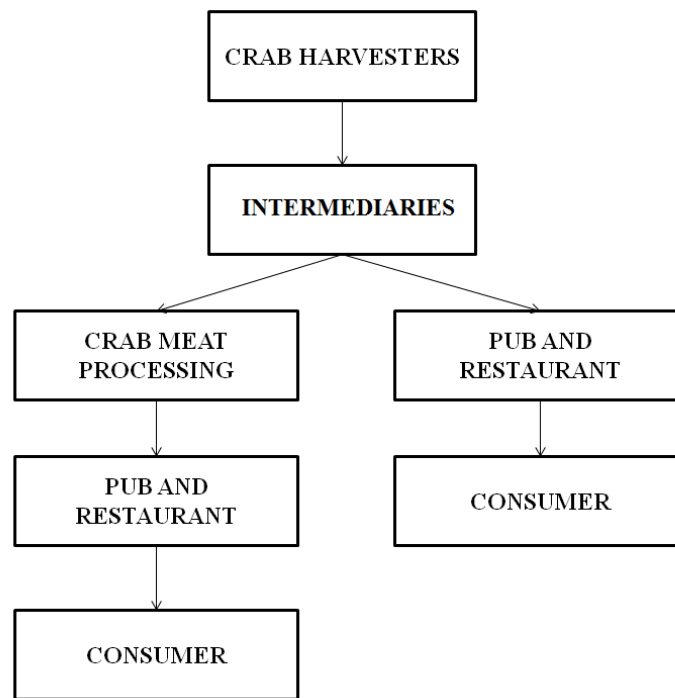 CRAB HARVESTERS
INTERMEDIARIES
CRAB MEAT
PROCESSING
PUB AND
RESTAURANT
PUB AND
RESTAURANT
CONSUMER
CONSUMER